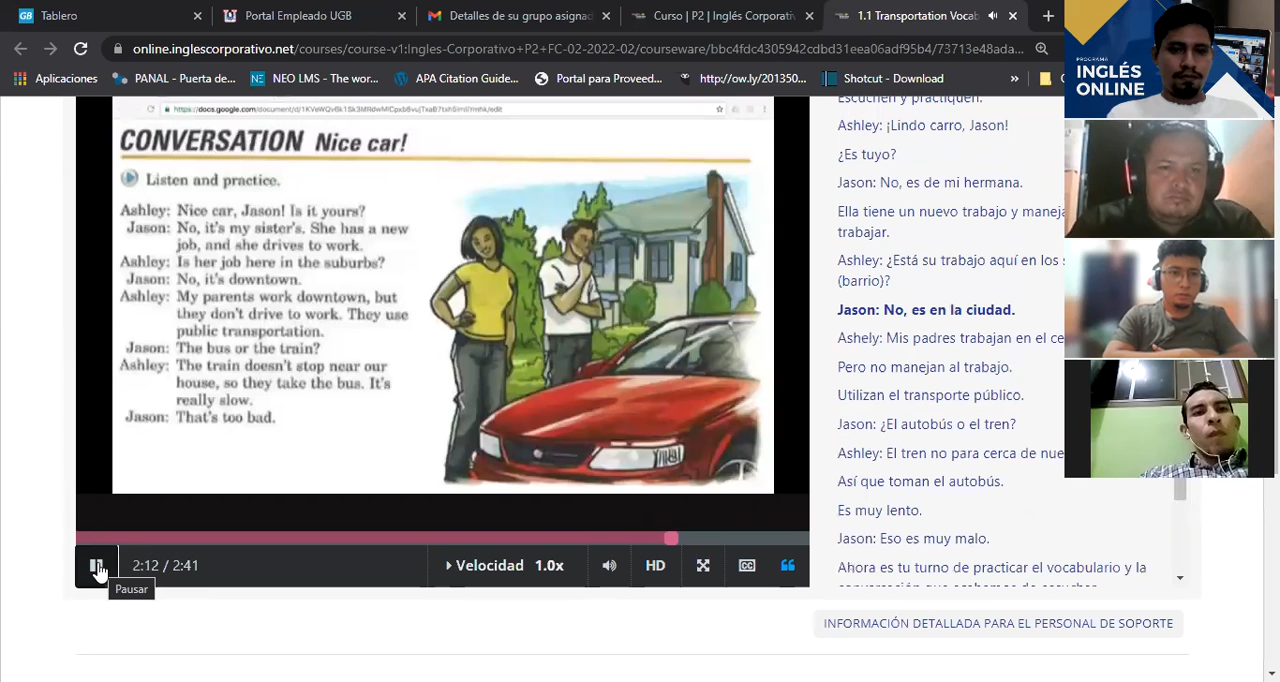 Tablero
Portal Empleado UGB
Detalles de su grupo asignad
Curso | P2 | Inglés Corporativ
1.1 Transportation Vocab
online.inglescorporativo.net/courses/course-v1:Ingles-Corporativo+P2+FC-02-2022-02/courseware/bbc4fdc4305942cdbd31eea06adf95b4/73713e48ada...
Aplicaciones
PANAL - Puerta de...
NEO LMS - The wor...
APA Citation Guide...
Portal para Proveed...
http://ow.ly/201350...
Shotcut - Download
»
PROGRAMA
INGLÉS
ONLINE
CONVERSATION Nice car!
Listen and practice.
Ashley: Nice car, Jason! Is it yours?
Jason: No, it's my sister's. She has a new
job, and she drives to work.
Ashley: Is her job here in the suburbs?
Jason: No, it's downtown.
Ashley: My parents work downtown, but
they don't drive to work. They use
public transportation.
Jason: The bus or the train?
Ashley: The train doesn't stop near our
house, so they take the bus. It's
really slow.
Jason: That's too bad.
Escuchen y practiquen.
Ashley: ¡Lindo carro, Jason!
¿Es tuyo?
Jason: No, es de mi hermana.
Ella tiene un nuevo trabajo y maneja
trabajar.
Ashley: ¿Está su trabajo aquí en los s
(barrio)?
Jason: No, es en la ciudad.
Ashely: Mis padres trabajan en el ce
Pero no manejan al trabajo.
Utilizan el transporte público.
Jason: ¿El autobús o el tren?
Ashley: El tren no para cerca de nue
Así que toman el autobús.
Es muy lento.
Jason: Eso es muy malo.
Ahora es tu turno de practicar el vocabulario y la
conversación que acabamos de escuchar.
2:12 / 2:41
Velocidad 1.0x
HD
CC
Pausar
INFORMACIÓN DETALLADA PARA EL PERSONAL DE SOPORTE